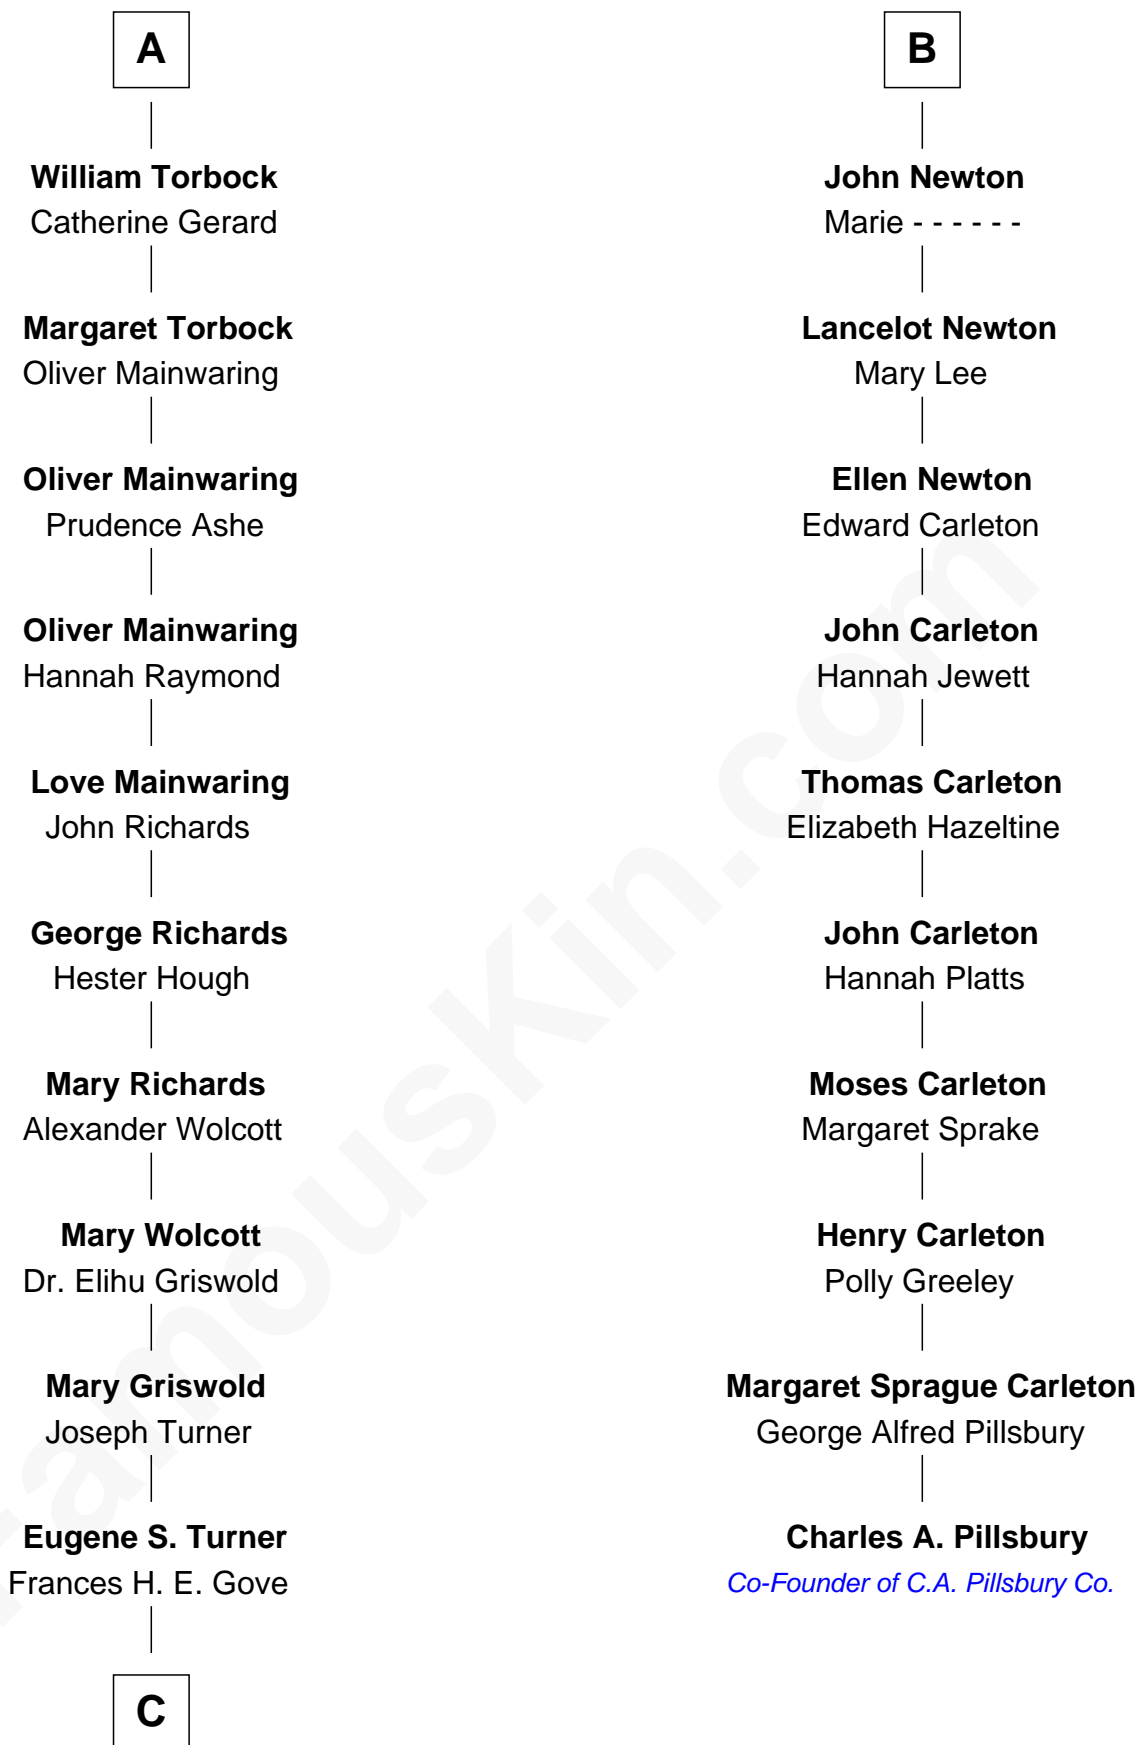 A
William Torbock
Catherine Gerard
Margaret Torbock
Oliver Mainwaring
Oliver Mainwaring
Prudence Ashe
Oliver Mainwaring
Hannah Raymond
Love Mainwaring
John Richards
George Richards
Hester Hough
Mary Richards
Alexander Wolcott
Mary Wolcott
Dr. Elihu Griswold
Mary Griswold
Joseph Turner
Eugene S. Turner
Frances H. E. Gove
C
B
John Newton
Marie - - - - - -
Lancelot Newton
Mary Lee
Ellen Newton
Edward Carleton
John Carleton
Hannah Jewett
Thomas Carleton
Elizabeth Hazeltine
John Carleton
Hannah Platts
Moses Carleton
Margaret Sprake
Henry Carleton
Polly Greeley
Margaret Sprague Carleton
George Alfred Pillsbury
Charles A. Pillsbury
Co-Founder of C.A. Pillsbury Co.
FamousKin.com